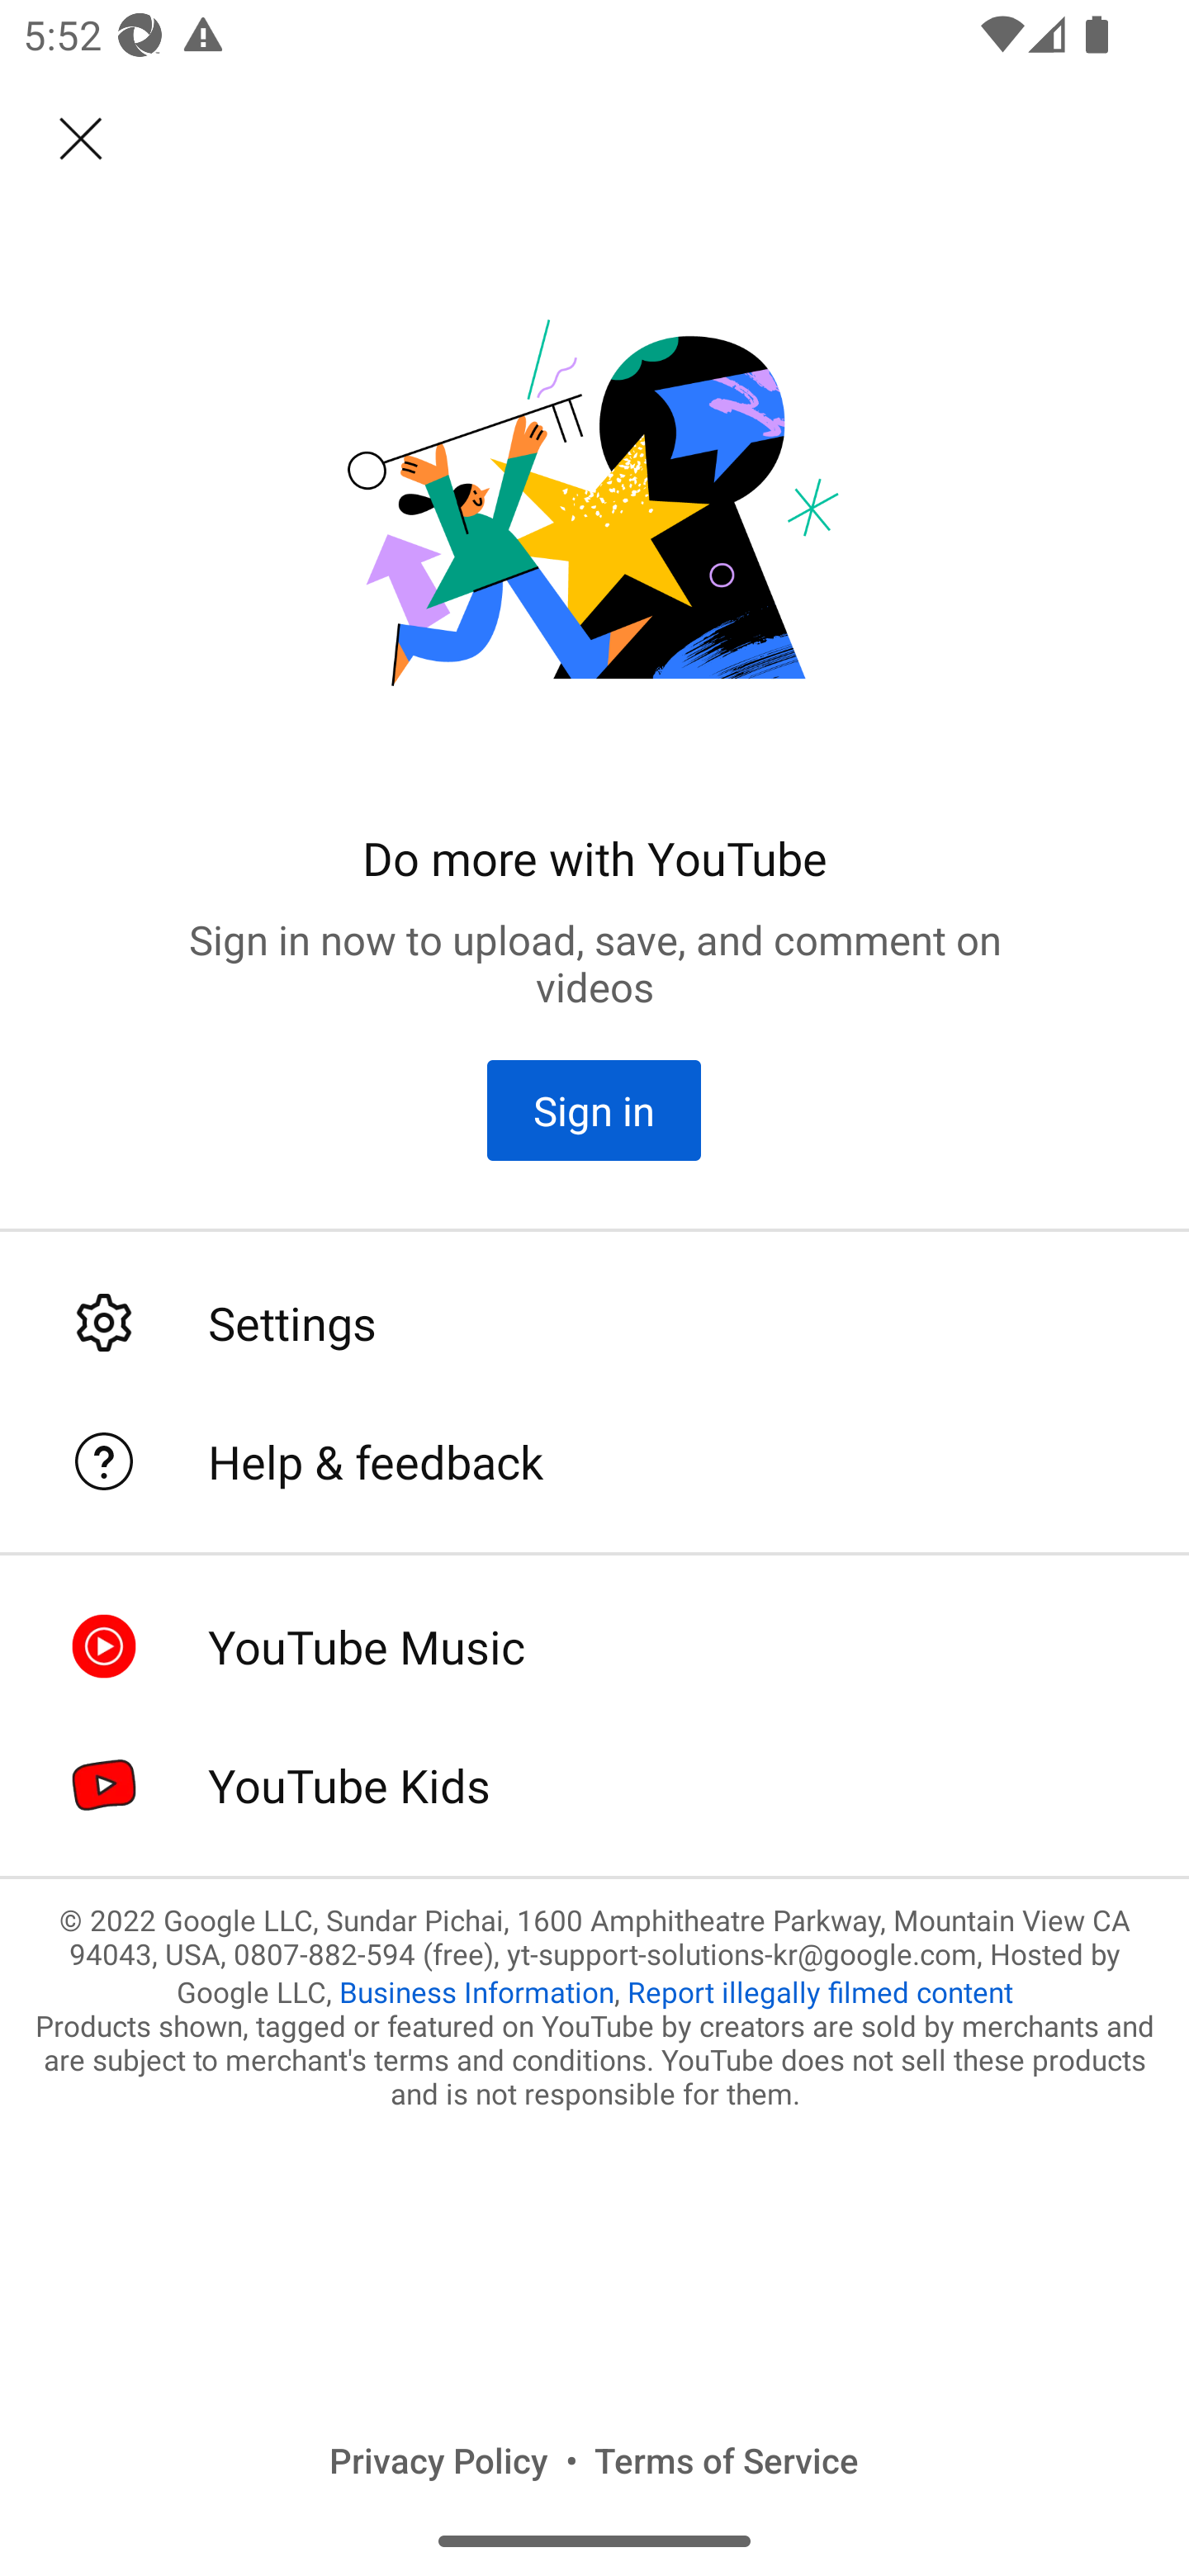 5:52
Do more with YouTube
Sign in now to upload, save, and comment on
videos
Sign in
Settings
Help & feedback
YouTube Music
YouTube Kids
© 2022 Google LLC, Sundar Pichai, 1600 Amphitheatre Parkway, Mountain View CA
94043, USA, 0807-882-594 (free), yt-support-solutions-kr@google.com, Hosted by
Google LLC, Business Information, Report illegally filmed content
Products shown, tagged or featured on YouTube by creators are sold by merchants and
are subject to merchant's terms and conditions. YouTube does not sell these products
and is not responsible for them.
Privacy Policy • Terms of Service